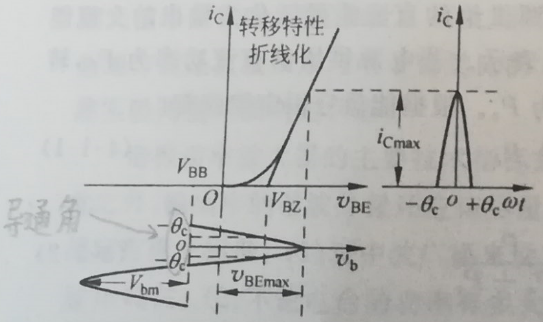 i_C
转移特性
折线化
i_C
i_Cmax
V_BB
O
V_BZ
v_BE
-θ_c
o
+θ_c
ωt
导通角
-θ_c
o
-θ_c
v_b
V_bm
v_BEmax